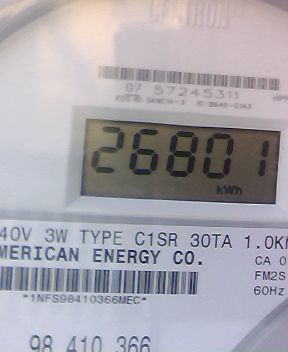 CENTRON
07 57245311
26801
kWh
40V 3W TYPE C1SR 30TA 1.0K
MERICAN ENERGY CO.
CA 0
FM2S
60Hz
*1NFS98410366MEC*
98 410 366